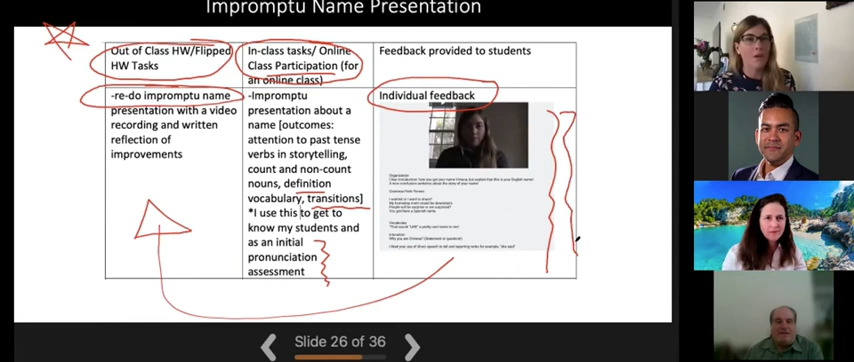 Impromptu Name Presentation
Out of Class HW/Flipped
HW Tasks
In-class tasks/ Online
Class Participation (for
an online class)
Feedback provided to students
-re-do impromptu name
presentation with a video
recording and written
reflection of
improvements
-Impromptu
presentation about a
name [outcomes:
attention to past tense
verbs in storytelling,
count and non-count
nouns, definition
vocabulary, transitions]
*I use this to get to
know my students and
as an initial
pronunciation
assessment
Individual feedback
Organization
Vocabulary
Slide 26 of 36